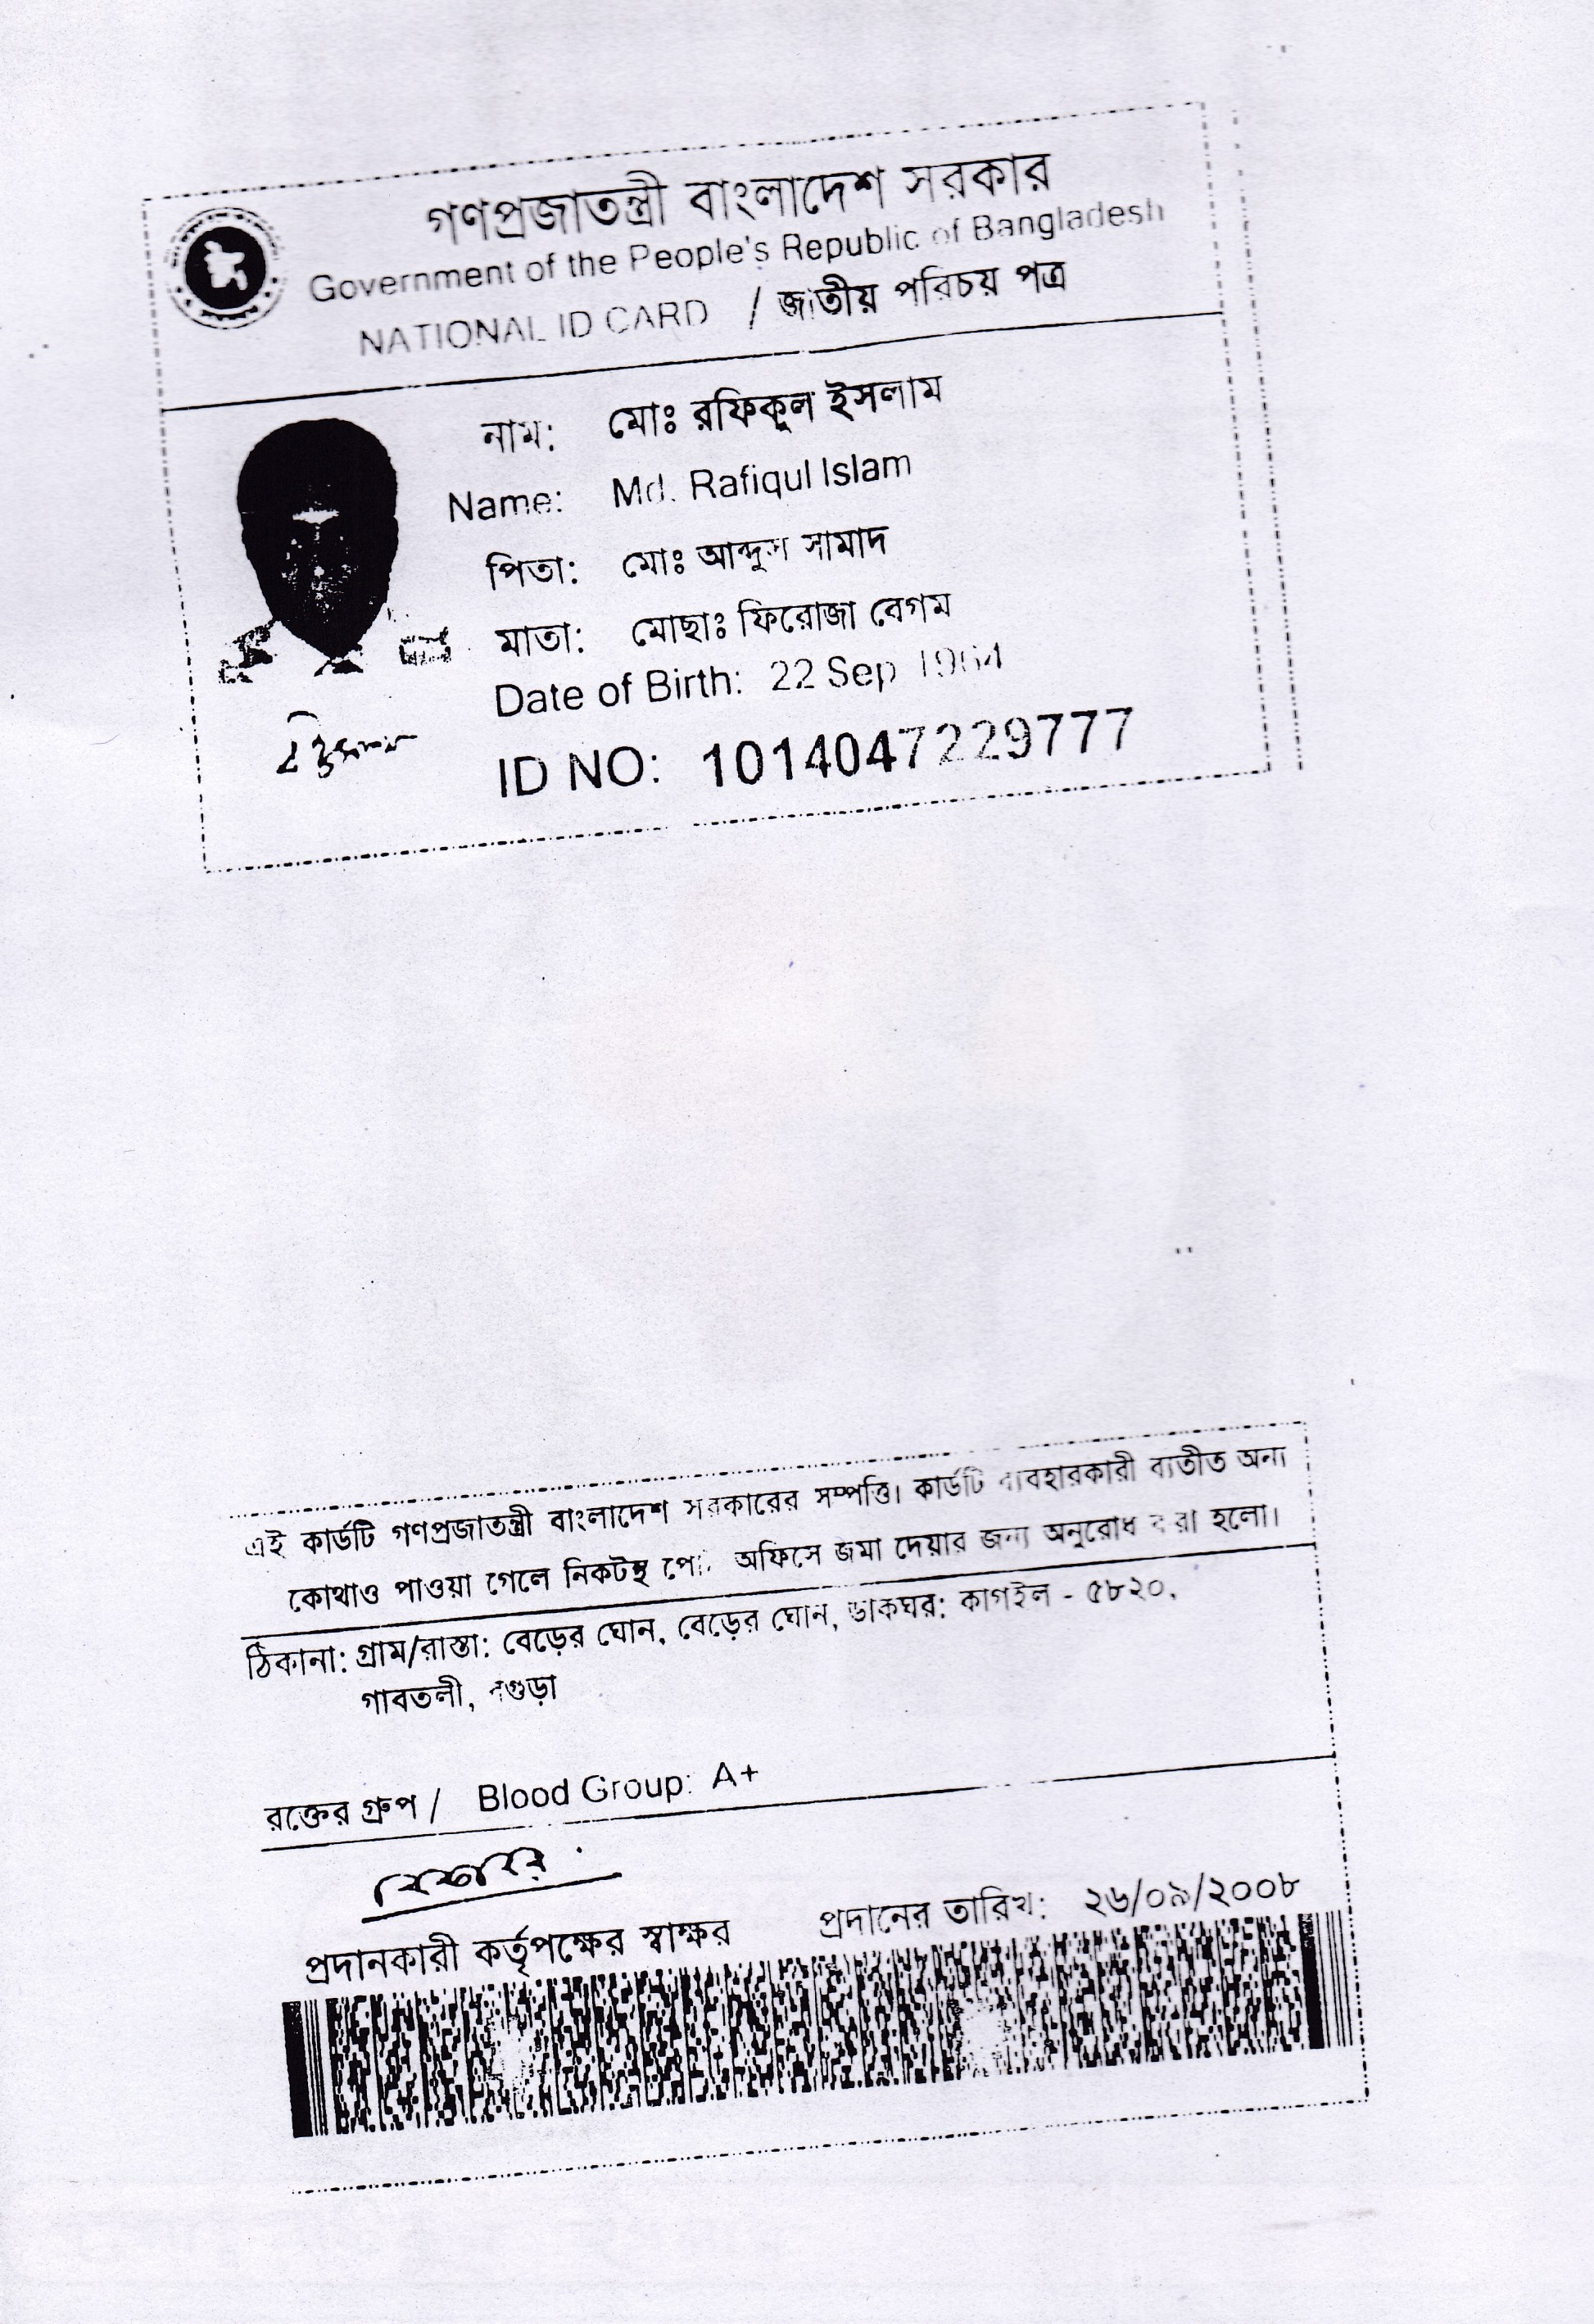 গণপ্রজাতন্ত্রী বাংলাদেশ সরকার
Government of the People's Republic of Bangladesh
NATIONAL ID CARD / জাতীয় পরিচয় পত্র
নাম: মোঃ রফিকুল ইসলাম
Name: Md. Rafiqul Islam
পিতা: মোঃ আব্দুস সামাদ
মাতা: মোছাঃ ফিরোজা বেগম
Date of Birth: 22 Sep 1964
ID NO: 1014047229777
এই কার্ডটি গণপ্রজাতন্ত্রী বাংলাদেশ সরকারের সম্পত্তি। কার্ডটি ব্যবহারকারী ব্যতীত অন্য
কোথাও পাওয়া গেলে নিকটস্থ পোস্ট অফিসে জমা দেয়ার জন্য অনুরোধ করা হলো।
ঠিকানা: গ্রাম/রাস্তা: বেড়ের ঘোন, বেড়ের ঘোন, ডাকঘর: কাগইল - ৫৮২০,
গাবতলী, বগুড়া
রক্তের গ্রুপ / Blood Group: A+
প্রদানকারী কর্তৃপক্ষের স্বাক্ষর প্রদানের তারিখ: ২৬/০৯/২০০৮